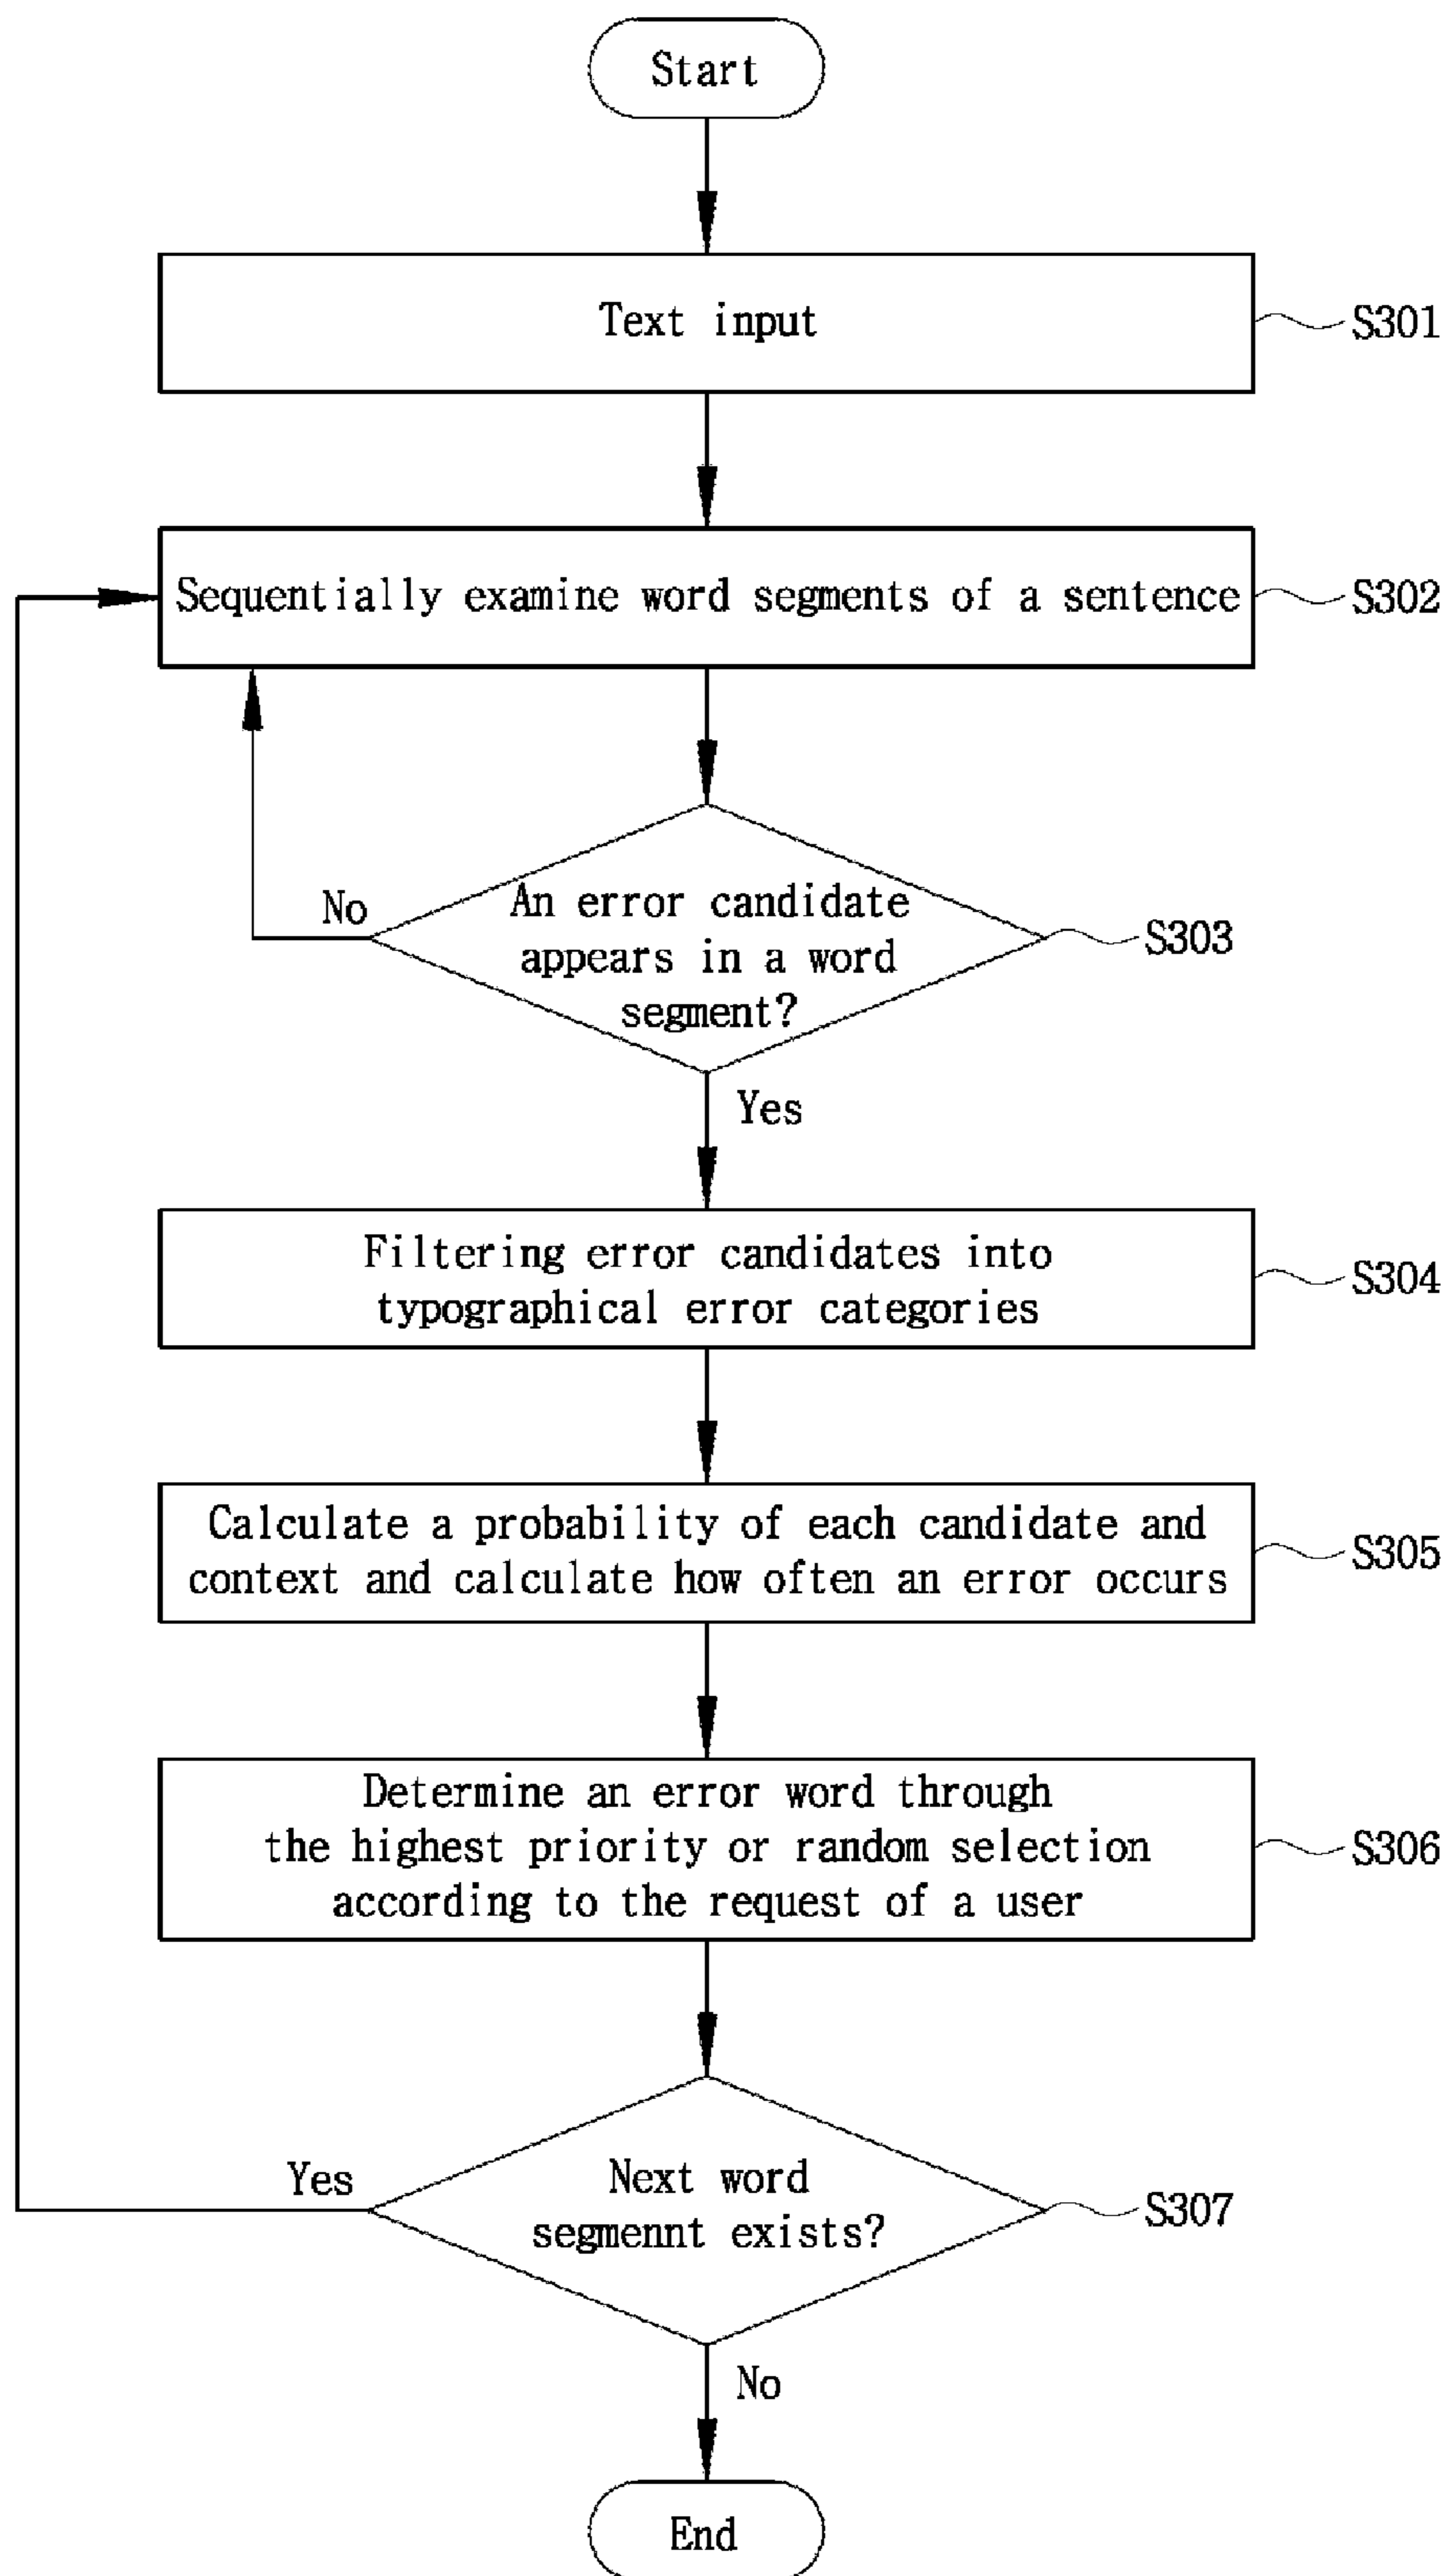 Start
Text input
S301
Sequentially examine word segments of a sentence
S302
No
An error candidate
appears in a word
segment?
S303
Yes
Filtering error candidates into
typographical error categories
S304
Calculate a probability of each candidate and
context and calculate how often an error occurs
S305
Determine an error word through
the highest priority or random selection
according to the request of a user
S306
Yes
Next word
segmennt exists?
S307
No
End